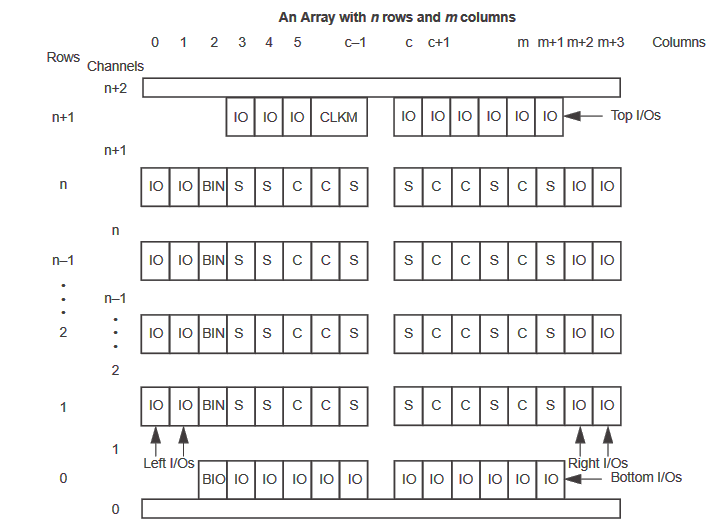 An Array with n rows and m columns
0 1 2 3 4 5 c–1 c c+1 m m+1 m+2 m+3 Columns
Rows
Channels
n+2
n+1 IO IO IO CLKM IO IO IO IO IO IO Top I/Os
n+1
n IO IO BIN S S C C S S C C S C S IO IO
n
n–1 IO IO BIN S S C C S S C C S C S IO IO
n–1
2 IO IO BIN S S C C S S C C S C S IO IO
2
1 IO IO BIN S S C C S S C C S C S IO IO
1
Left I/Os Right I/Os
0 BIO IO IO IO IO IO IO IO IO IO IO IO Bottom I/Os
0